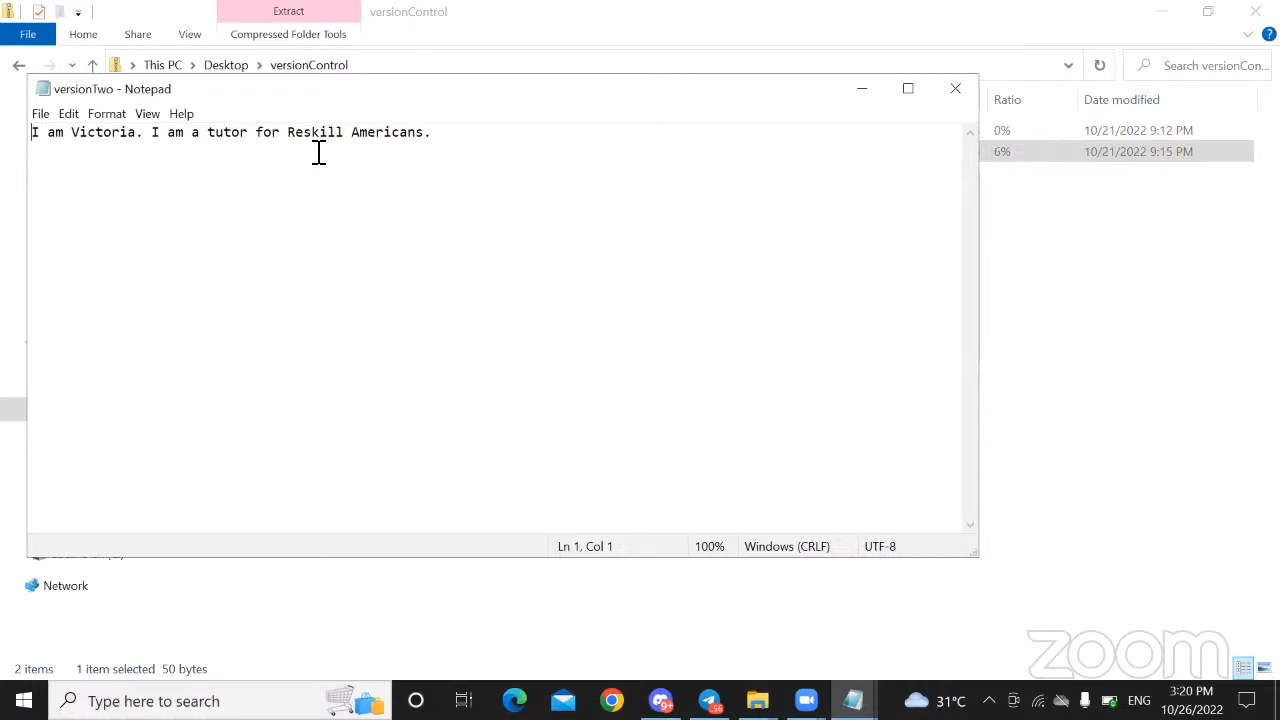 Extract
versionControl
File
Home
Share
View
Compressed Folder Tools
?
This PC
Desktop
versionControl
Search versionCon...
versionTwo - Notepad
File
Edit
Format
View
Help
Ratio
Date modified
I am Victoria. I am a tutor for Reskill Americans.
0%
10/21/2022 9:12 PM
6%
10/21/2022 9:15 PM
Ln 1, Col 1
100%
Windows (CRLF)
UTF-8
Network
zoom
2 items
1 item selected
50 bytes
Type here to search
9+
56
31°C
ENG
3:20 PM
10/26/2022